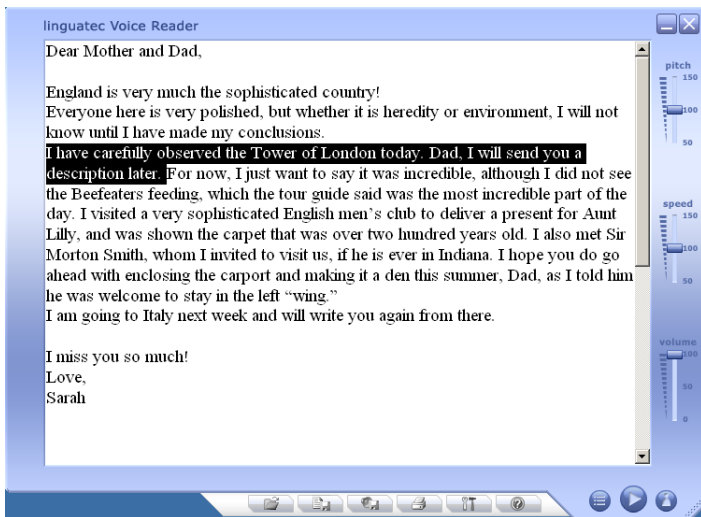 linguatec Voice Reader
Dear Mother and Dad,
England is very much the sophisticated country!
Everyone here is very polished, but whether it is heredity or environment, I will not
know until I have made my conclusions.
I have carefully observed the Tower of London today. Dad, I will send you a
description later. For now, I just want to say it was incredible, although I did not see
the Beefeaters feeding, which the tour guide said was the most incredible part of the
day. I visited a very sophisticated English men’s club to deliver a present for Aunt
Lilly, and was shown the carpet that was over two hundred years old. I also met Sir
Morton Smith, whom I invited to visit us, if he is ever in Indiana. I hope you do go
ahead with enclosing the carport and making it a den this summer, Dad, as I told him
he was welcome to stay in the left “wing.”
I am going to Italy next week and will write you again from there.
I miss you so much!
Love,
Sarah
pitch
150
100
50
speed
150
100
50
volume
100
50
0